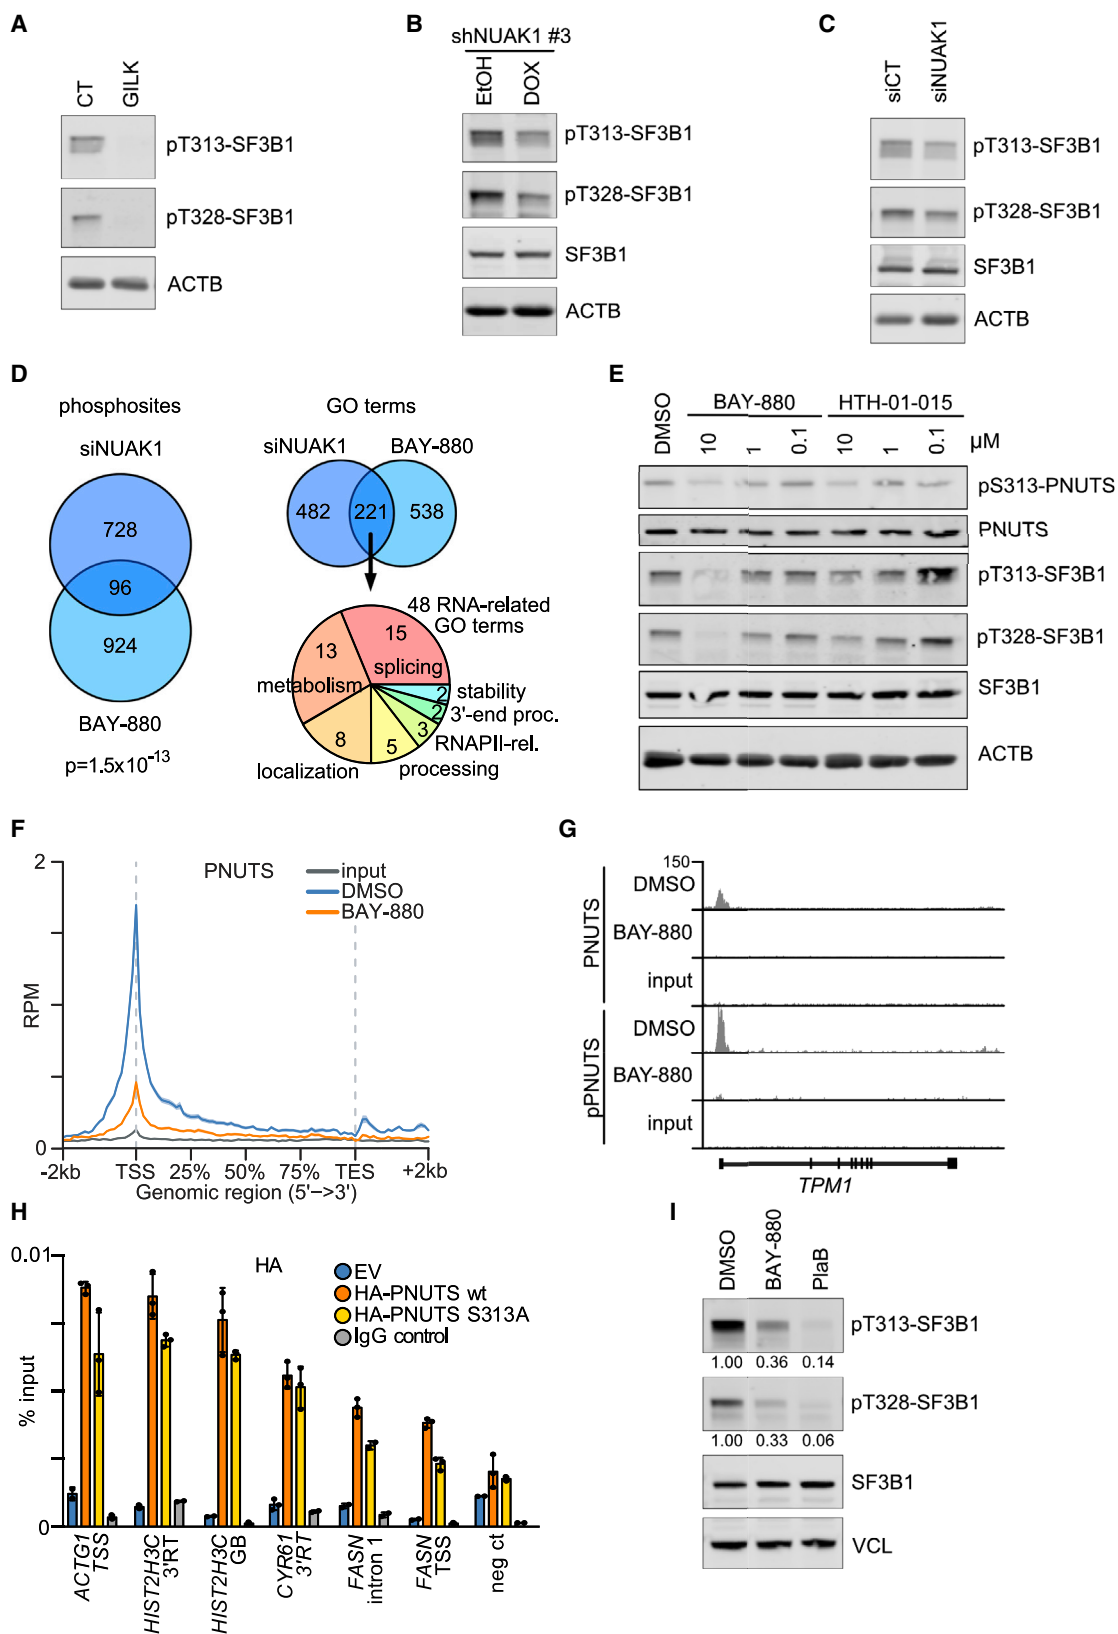 A
CT
GILK
pT313-SF3B1
pT328-SF3B1
ACTB
B
shNUAK1 #3
EtOH
DOX
pT313-SF3B1
pT328-SF3B1
SF3B1
ACTB
C
siCT
siNUAK1
pT313-SF3B1
pT328-SF3B1
SF3B1
ACTB
D
phosphosites
siNUAK1
728
96
924
BAY-880
p=1.5x10-13
GO terms
siNUAK1
BAY-880
482
221
538
48 RNA-related
GO terms
15
splicing
13
metabolism
2
stability
2
3'-end proc.
3
RNAPII-rel.
8
localization
5
processing
E
DMSO
BAY-880
HTH-01-015
10
1
0.1
10
1
0.1
µM
pS313-PNUTS
PNUTS
pT313-SF3B1
pT328-SF3B1
SF3B1
ACTB
F
2
0
RPM
PNUTS
input
DMSO
BAY-880
-2kb
TSS
25%
50%
75%
TES
+2kb
Genomic region (5'->3')
G
150
PNUTS
DMSO
BAY-880
input
pPNUTS
DMSO
BAY-880
input
TPM1
H
0.01
0
% input
HA
EV
HA-PNUTS wt
HA-PNUTS S313A
IgG control
ACTG1
TSS
HIST2H3C
3'RT
HIST2H3C
GB
CYR61
3'RT
FASN
intron 1
FASN
TSS
neg ct
I
DMSO
BAY-880
PlaB
pT313-SF3B1
1.00 0.36 0.14
pT328-SF3B1
1.00 0.33 0.06
SF3B1
VCL